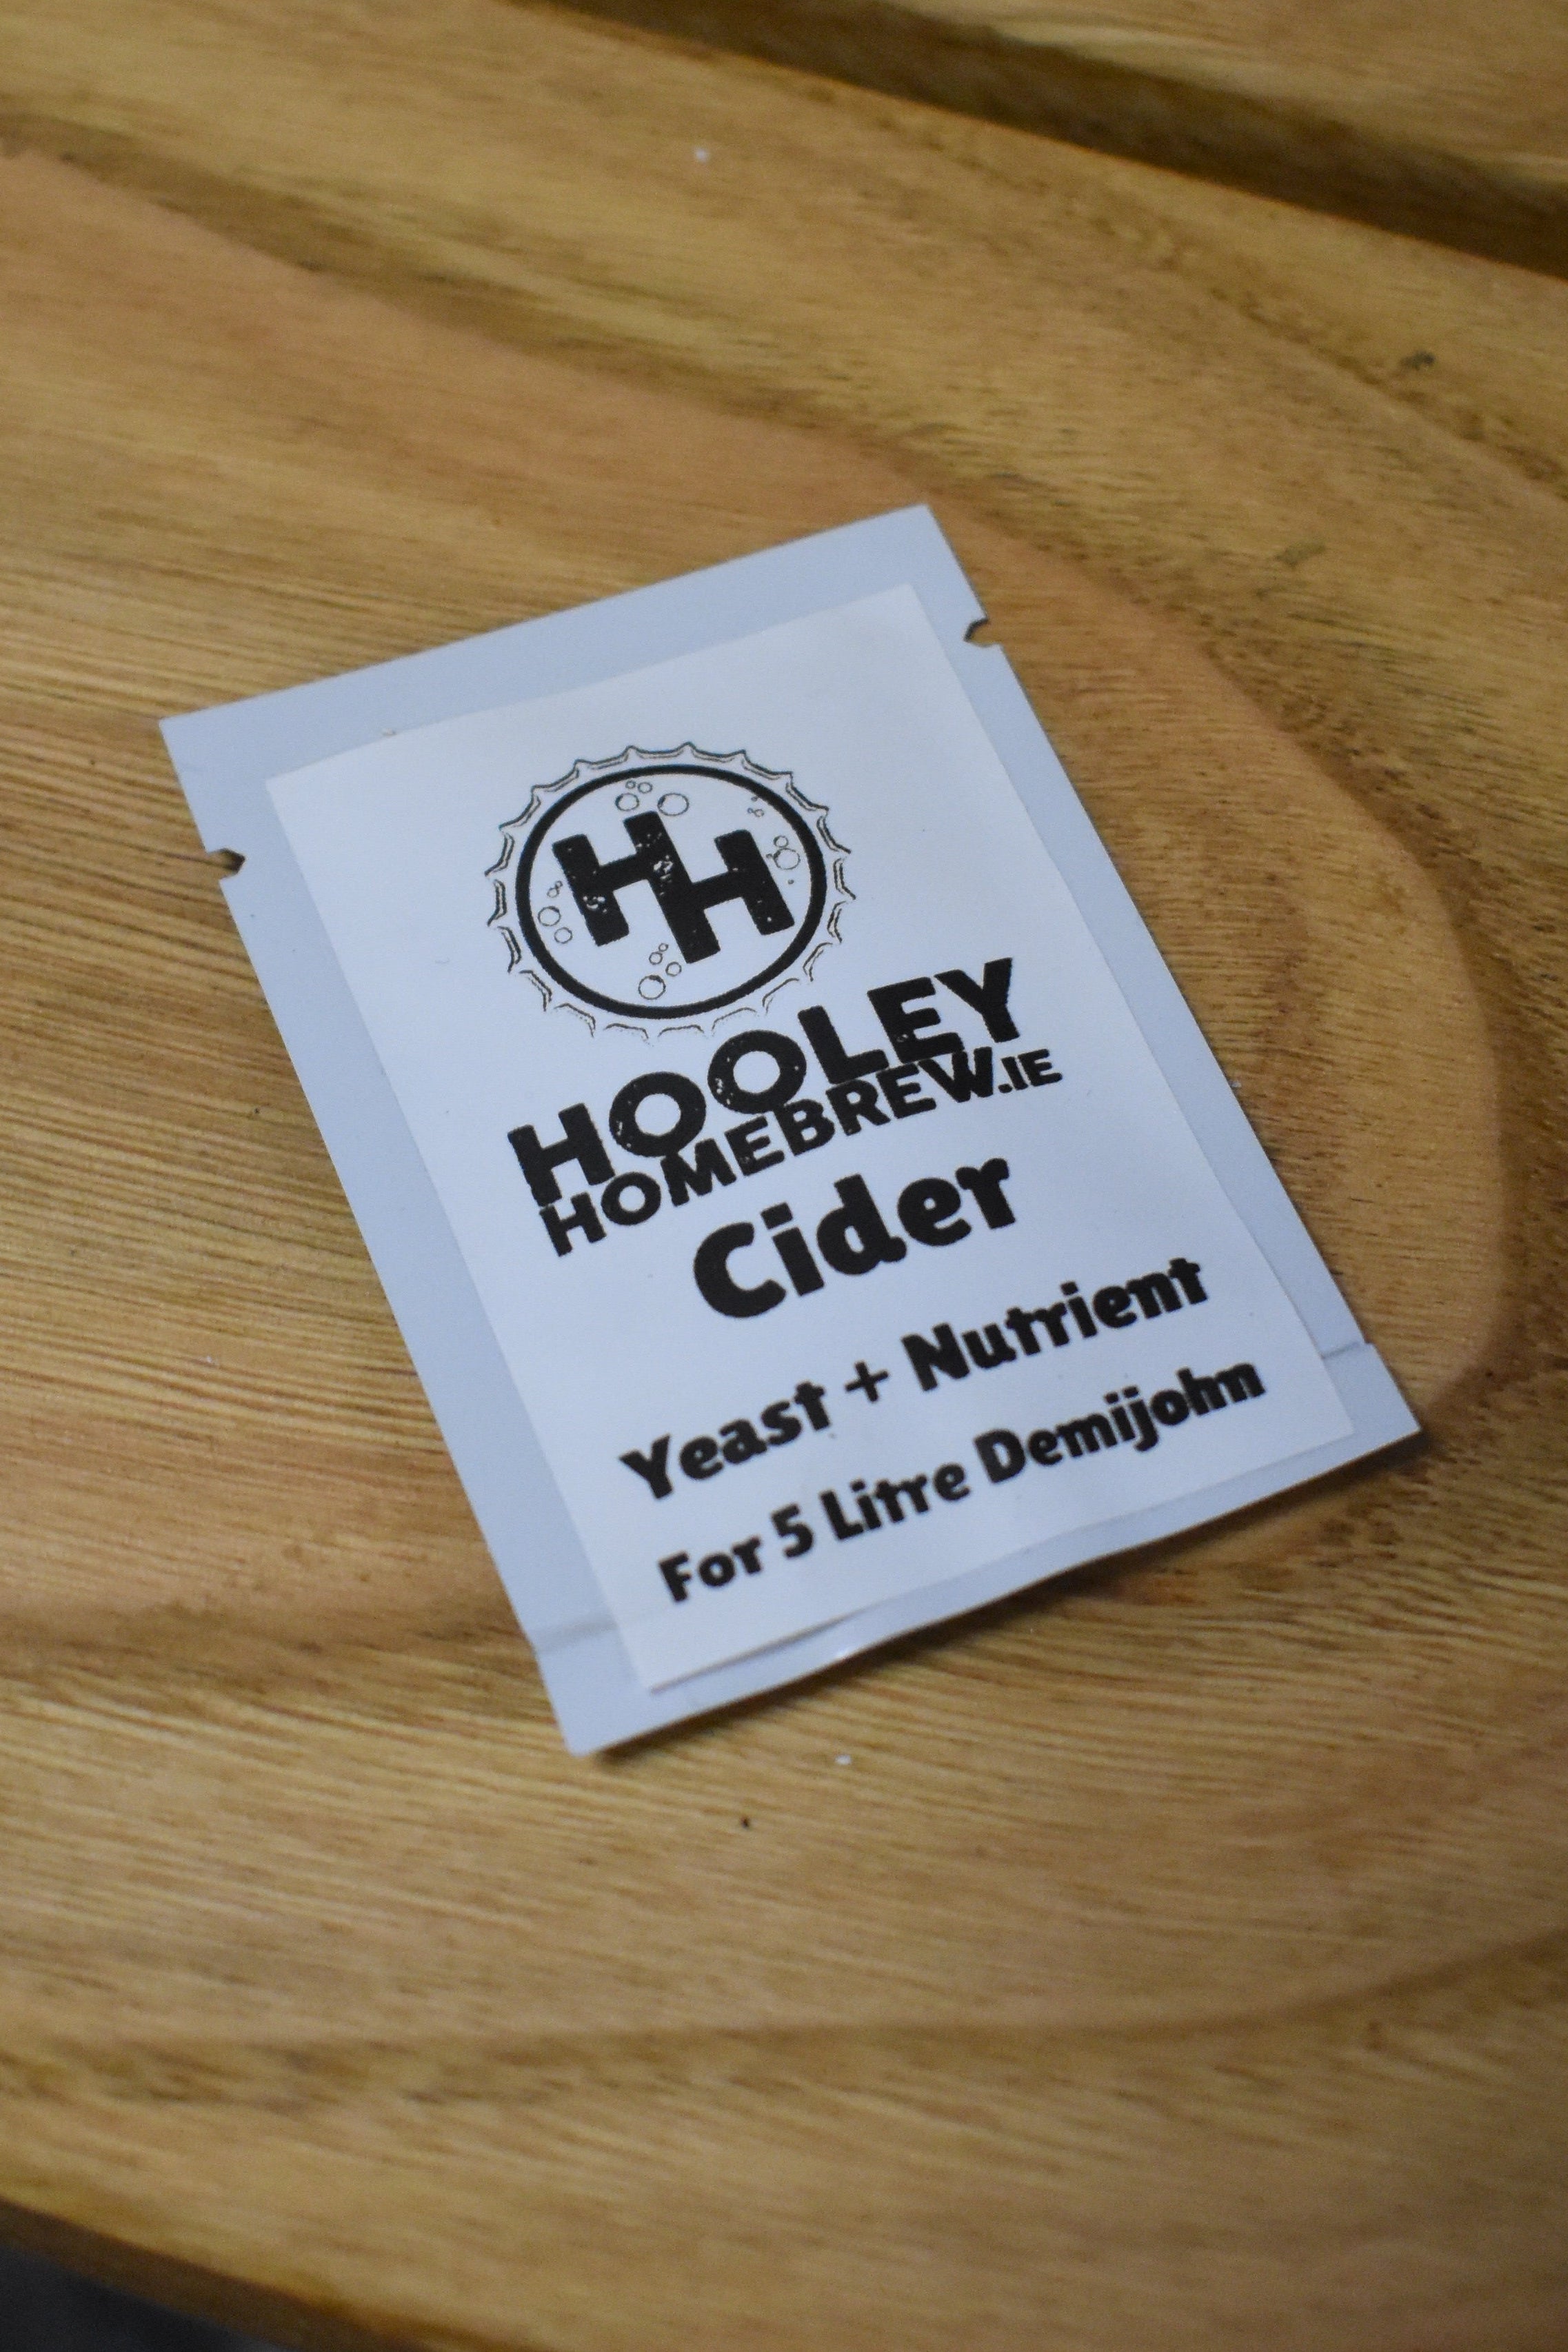 HH
HOOLEY
HOMEBREW.IE
Cider
Yeast + Nutrient
For 5 Litre Demijohn